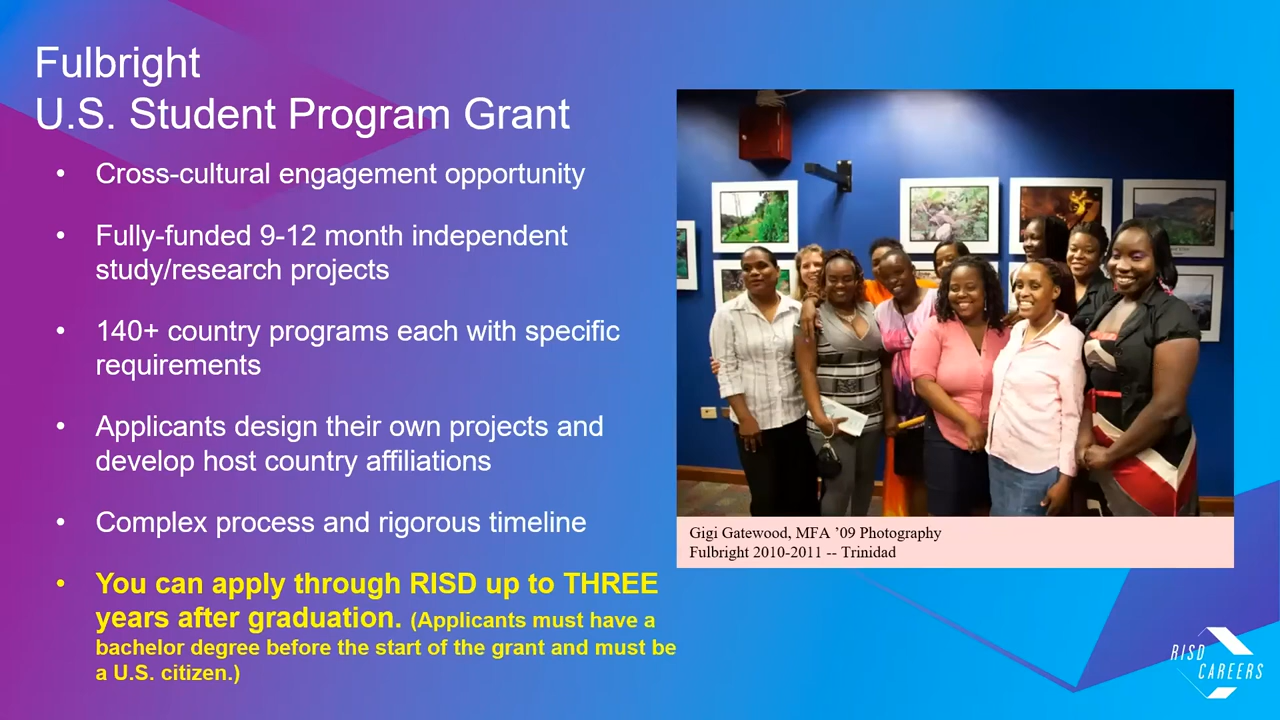 Fulbright
U.S. Student Program Grant
• Cross-cultural engagement opportunity
• Fully-funded 9-12 month independent
study/research projects
• 140+ country programs each with specific
requirements
• Applicants design their own projects and
develop host country affiliations
• Complex process and rigorous timeline
• You can apply through RISD up to THREE
years after graduation. (Applicants must have a
bachelor degree before the start of the grant and must be
a U.S. citizen.)
Gigi Gatewood, MFA ’09 Photography
Fulbright 2010-2011 -- Trinidad
RISD
CAREERS